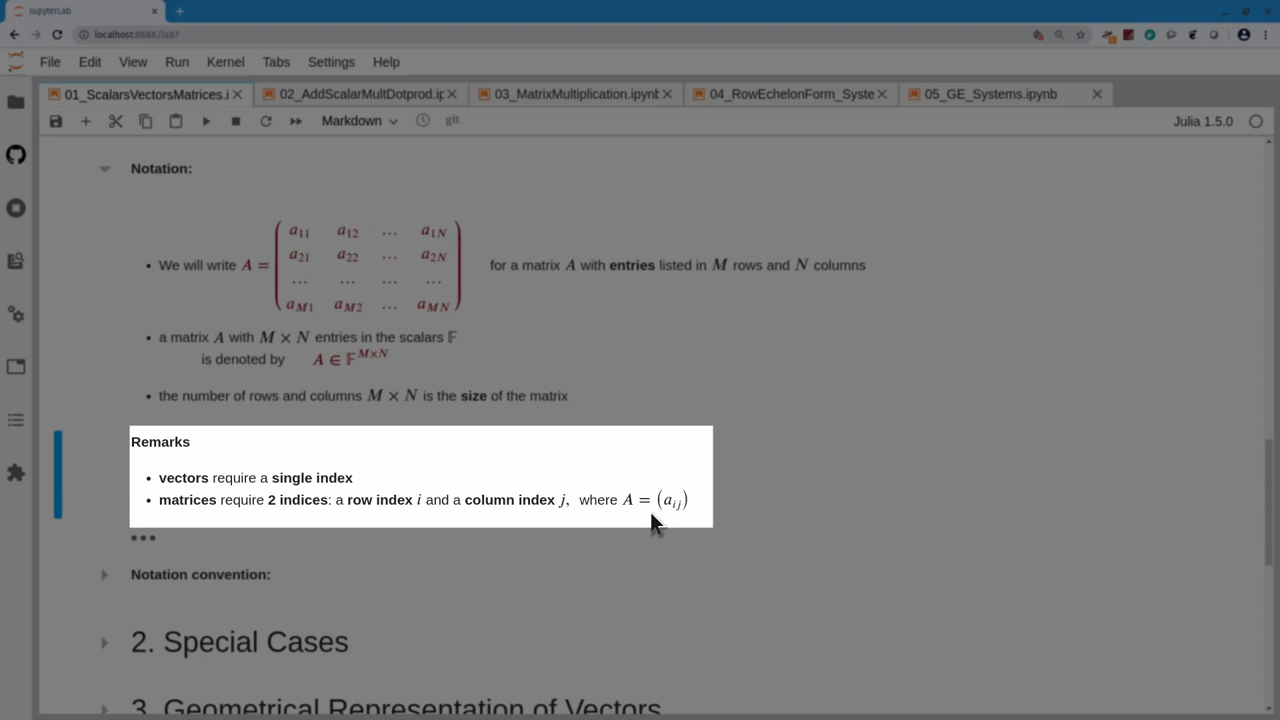 JupyterLab
localhost:8888/lab?
File Edit View Run Kernel Tabs Settings Help
01_ScalarsVectorsMatrices.i 02_AddScalarMultDotprod.ip 03_MatrixMultiplication.ipynb 04_RowEchelonForm_Syste 05_GE_Systems.ipynb
Markdown git Julia 1.5.0
Notation:
• We will write A = ( a11 a12 … a1N
a21 a22 … a2N
… … … …
aM1 aM2 … aMN ) for a matrix A with entries listed in M rows and N columns
• a matrix A with M × N entries in the scalars 𝔽
is denoted by A ∈ 𝔽^{M×N}
• the number of rows and columns M × N is the size of the matrix
Remarks
• vectors require a single index
• matrices require 2 indices: a row index i and a column index j, where A = (a_{ij})
•••
Notation convention:
2. Special Cases
3. Geometrical Representation of Vectors